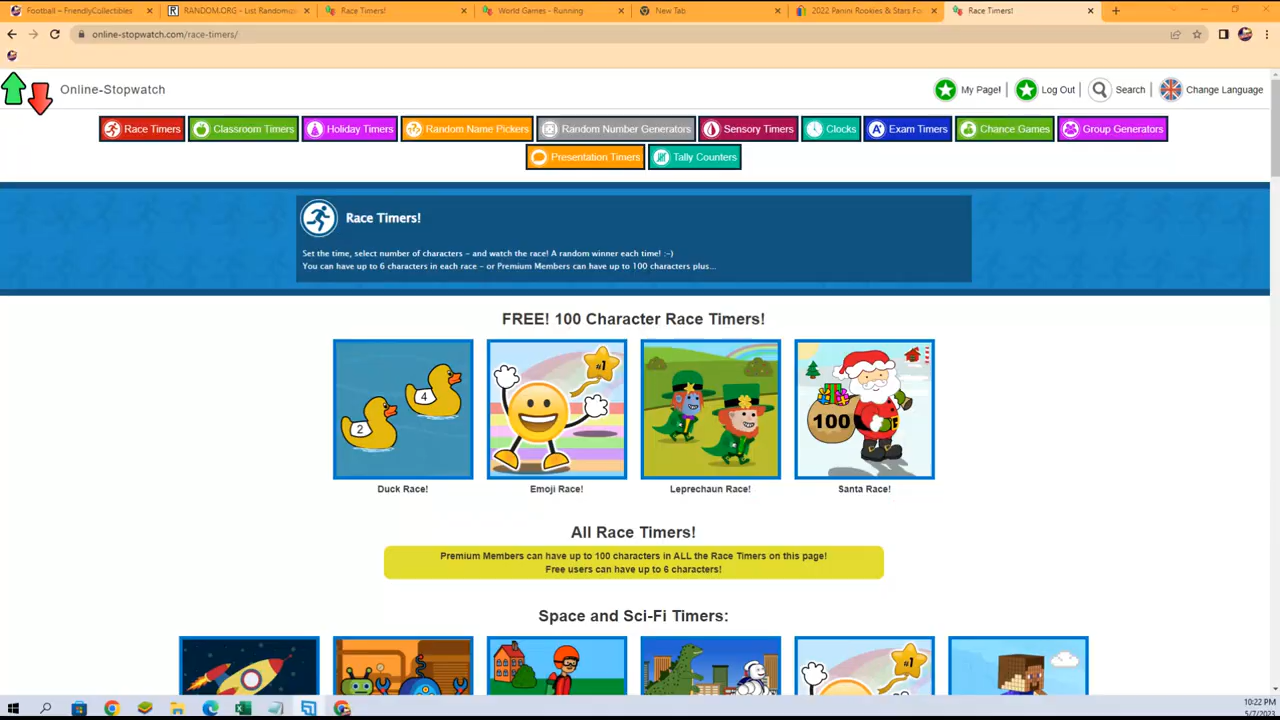 Football – FriendlyCollectibles
RANDOM.ORG - List Randomiz
Race Timers!
World Games - Running
New Tab
2022 Panini Rookies & Stars Fo
Race Timers!
online-stopwatch.com/race-timers/
Online-Stopwatch
My Page!
Log Out
Search
Change Language
Race Timers
Classroom Timers
Holiday Timers
Random Name Pickers
Random Number Generators
Sensory Timers
Clocks
Exam Timers
Chance Games
Group Generators
Presentation Timers
Tally Counters
Race Timers!
Set the time, select number of characters - and watch the race! A random winner each time! :-)
You can have up to 6 characters in each race - or Premium Members can have up to 100 characters plus...
FREE! 100 Character Race Timers!
2
4
#1
100
Duck Race!
Emoji Race!
Leprechaun Race!
Santa Race!
All Race Timers!
Premium Members can have up to 100 characters in ALL the Race Timers on this page!
Free users can have up to 6 characters!
Space and Sci-Fi Timers:
#1
10:22 PM
5/7/2023